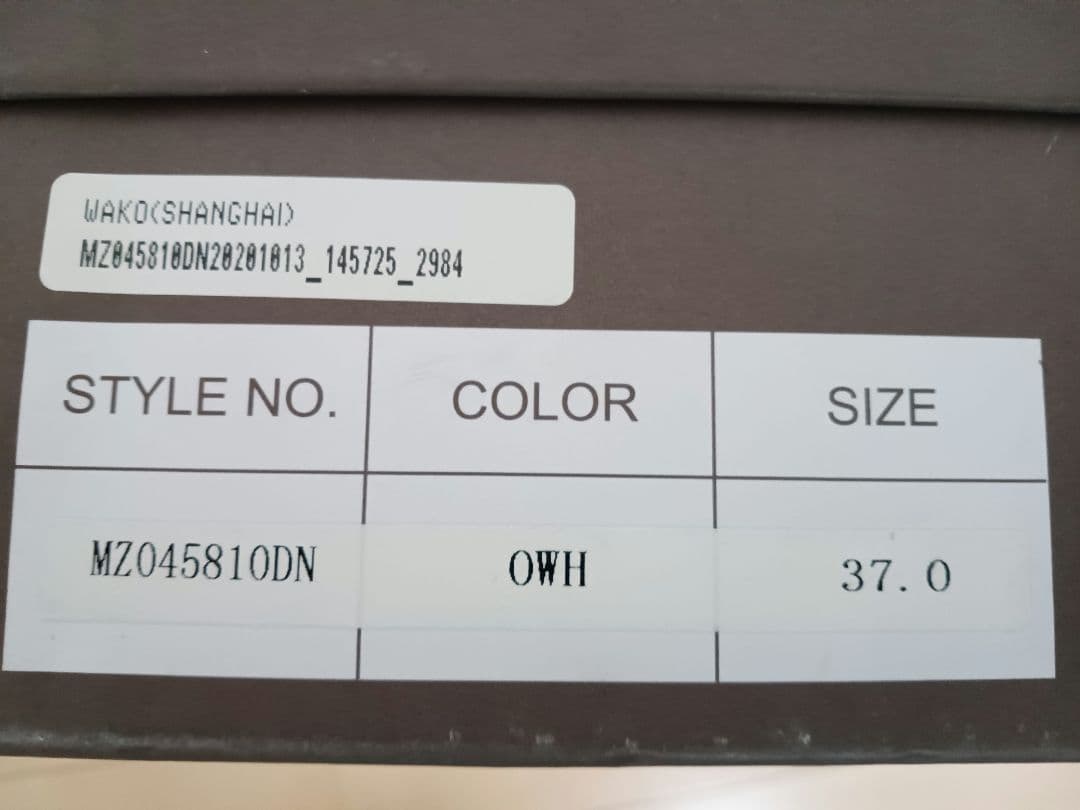 WAKO(SHANGHAI)
MZ045810DN20201013_145725_2984
STYLE NO. COLOR SIZE
MZ045810DN OWH 37.0